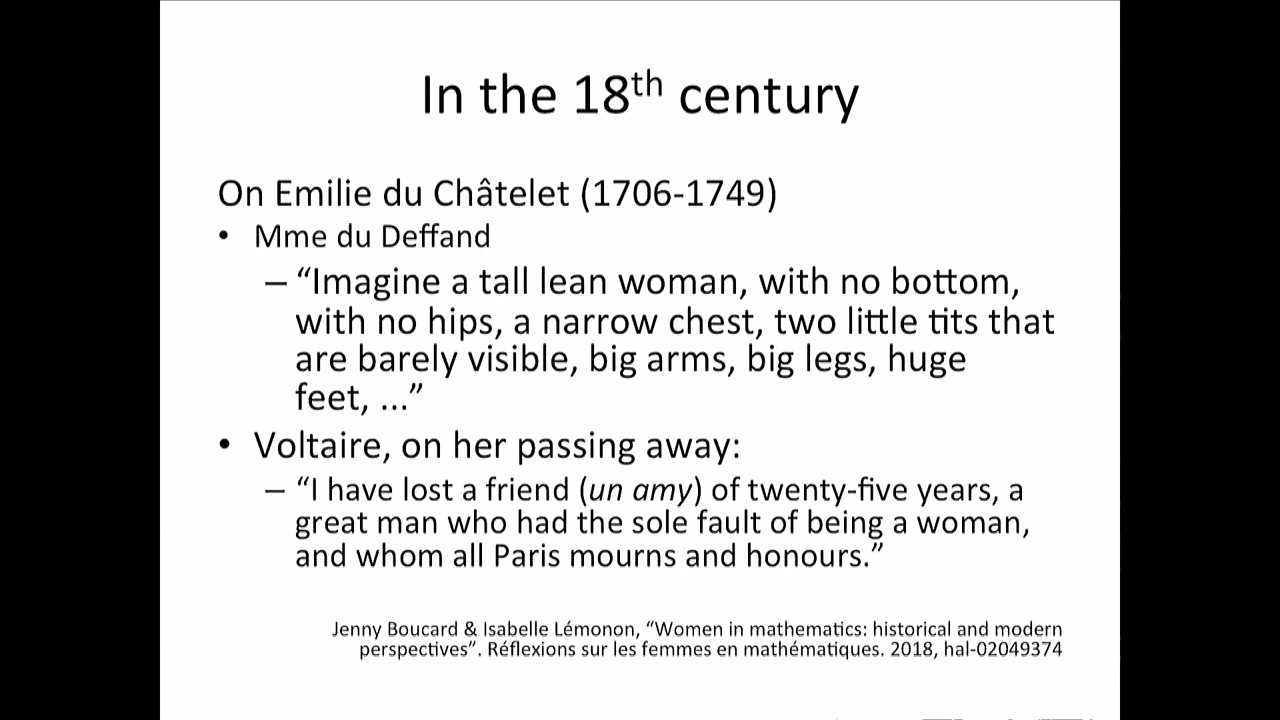 In the 18th century
On Emilie du Châtelet (1706-1749)
• Mme du Deffand
– “Imagine a tall lean woman, with no bottom,
with no hips, a narrow chest, two little tits that
are barely visible, big arms, big legs, huge
feet, ...”
• Voltaire, on her passing away:
– “I have lost a friend (un amy) of twenty-five years, a
great man who had the sole fault of being a woman,
and whom all Paris mourns and honours.”
Jenny Boucard & Isabelle Lémonon, “Women in mathematics: historical and modern
perspectives”. Réflexions sur les femmes en mathématiques. 2018, hal-02049374